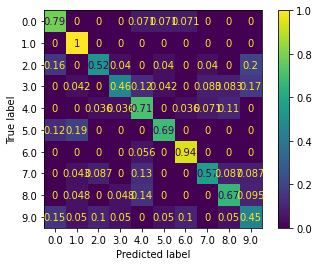 0.0 0.79 0 0 0 0.071 0.071 0.071 0 0 0
1.0 0 1 0 0 0 0 0 0 0 0
2.0 0.16 0 0.52 0.04 0 0.04 0 0.04 0 0.2
3.0 0 0.042 0 0.46 0.12 0.042 0 0.083 0.083 0.17
4.0 0 0 0.036 0.036 0.71 0 0.036 0.071 0.11 0
5.0 0.12 0.19 0 0 0 0.69 0 0 0 0
6.0 0 0 0 0 0.056 0 0.94 0 0 0
7.0 0 0.043 0.087 0 0.13 0 0 0.57 0.087 0.087
8.0 0 0.048 0 0.048 0.14 0 0 0 0.67 0.095
9.0 0.15 0.05 0.1 0.05 0 0.05 0.1 0 0.05 0.45
0.0 1.0 2.0 3.0 4.0 5.0 6.0 7.0 8.0 9.0
Predicted label
True label
1.0
0.8
0.6
0.4
0.2
0.0